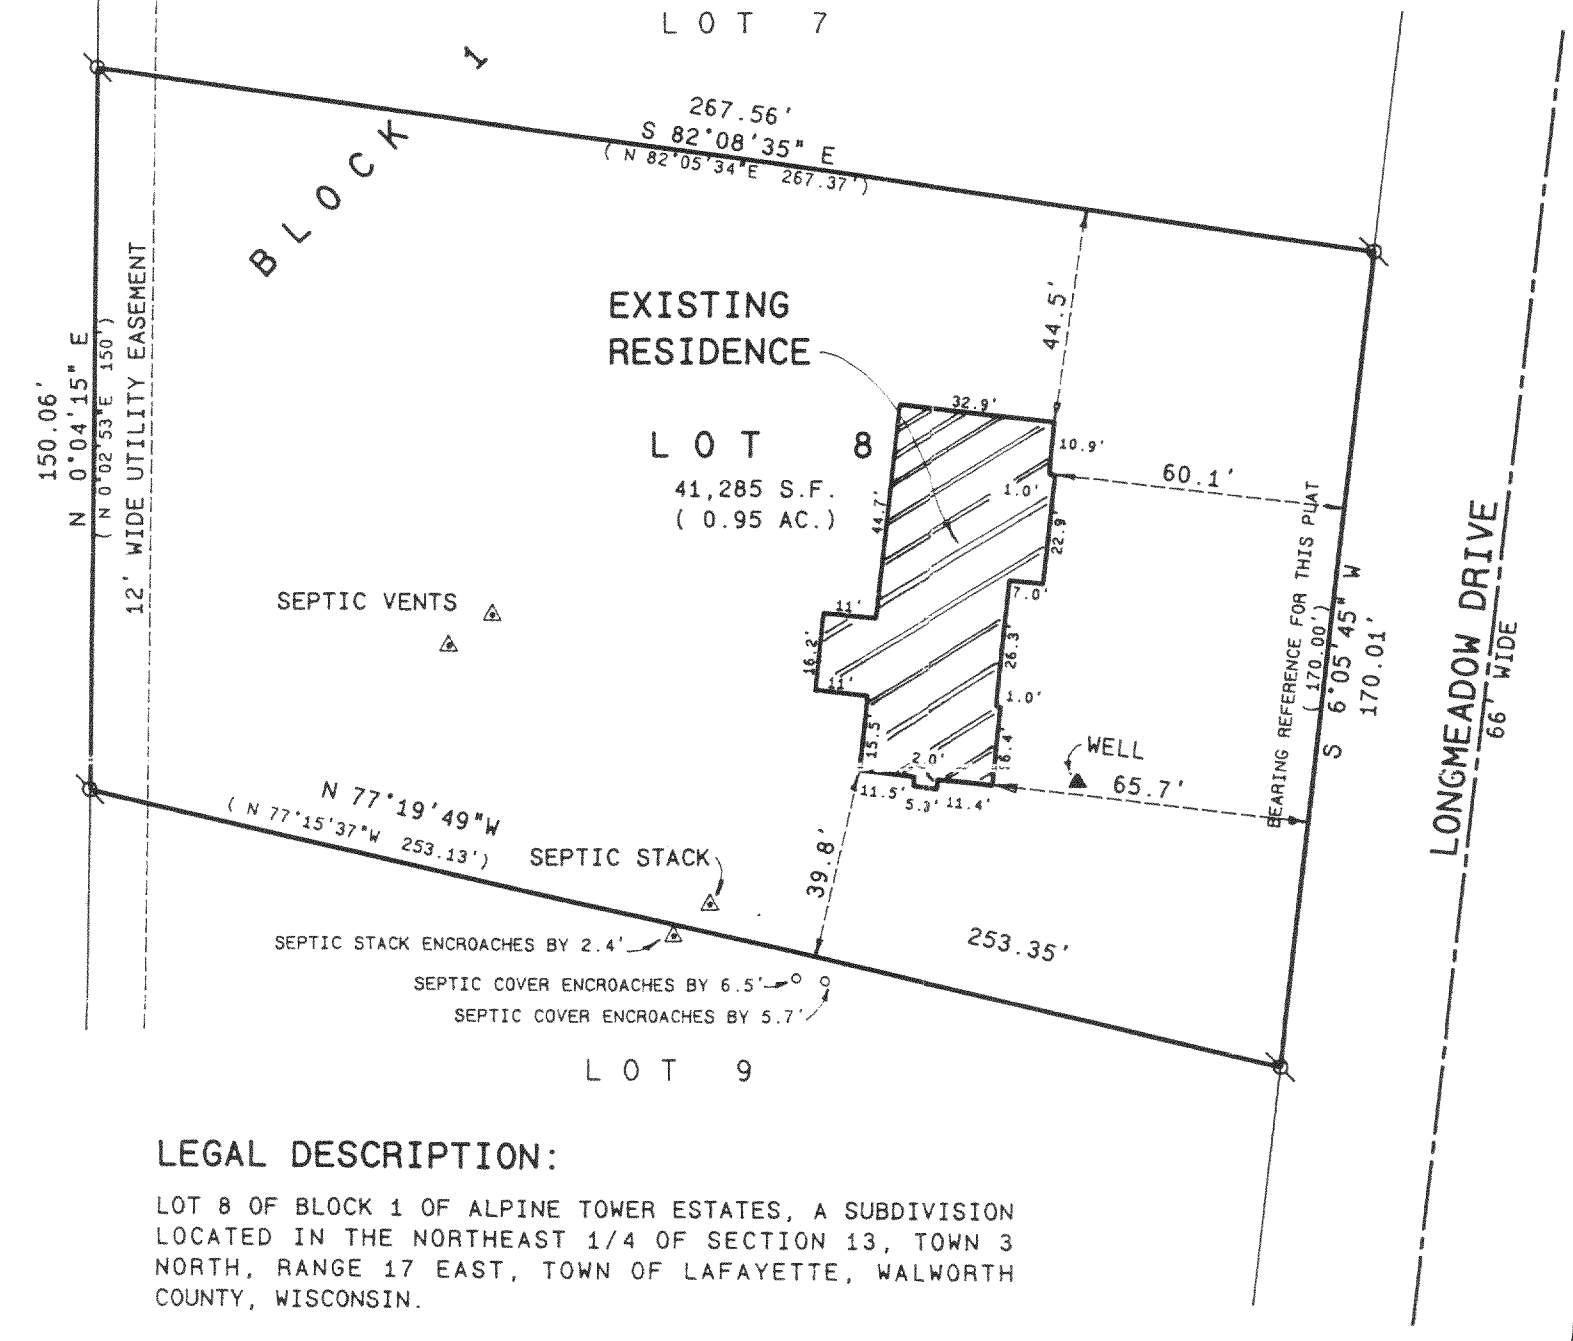 LOT 7
BLOCK 1
267.56'
S 82°08'35" E
( N 82°05'34"E 267.37')
150.06'
N 0°04'15" E
( N 0°02'53"E 150')
12' WIDE UTILITY EASEMENT
EXISTING
RESIDENCE
44.5'
32.9'
10.9'
LOT 8
41,285 S.F.
( 0.95 AC.)
44.7'
1.0'
60.1'
22.9'
7.0'
SEPTIC VENTS
11'
16.2'
11'
26.3'
1.0'
15.5'
2.0'
11.5'
5.3'
11.4'
WELL
65.7'
BEARING REFERENCE FOR THIS PLAT
( 170.00')
S 6°05'45" W
170.01'
LONGMEADOW DRIVE
66' WIDE
N 77°19'49"W
( N 77°15'37"W 253.13')
SEPTIC STACK
39.8'
253.35'
SEPTIC STACK ENCROACHES BY 2.4'
SEPTIC COVER ENCROACHES BY 6.5'
SEPTIC COVER ENCROACHES BY 5.7'
LOT 9
LEGAL DESCRIPTION:
LOT 8 OF BLOCK 1 OF ALPINE TOWER ESTATES, A SUBDIVISION
LOCATED IN THE NORTHEAST 1/4 OF SECTION 13, TOWN 3
NORTH, RANGE 17 EAST, TOWN OF LAFAYETTE, WALWORTH
COUNTY, WISCONSIN.